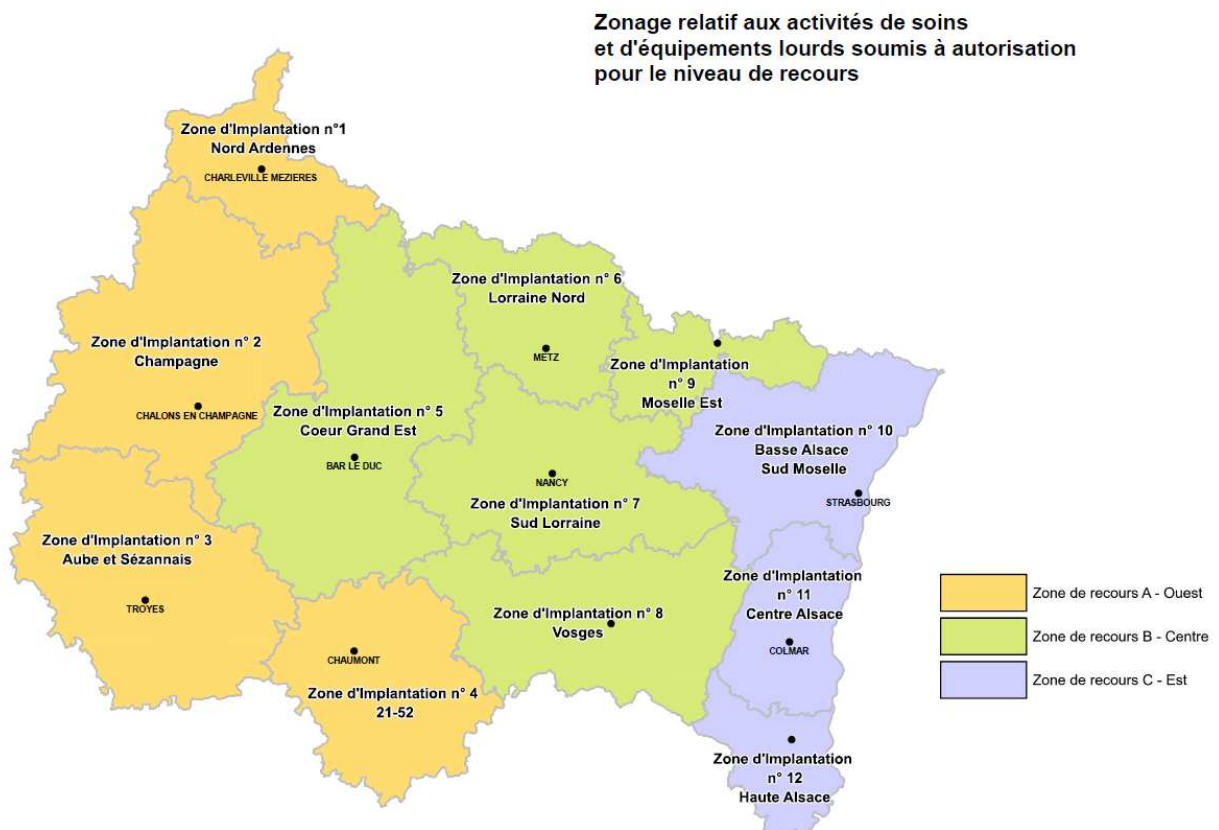 Zonage relatif aux activités de soins
et d'équipements lourds soumis à autorisation
pour le niveau de recours
Zone d'Implantation n°1
Nord Ardennes
CHARLEVILLE MEZIERES
Zone d'Implantation n° 2
Champagne
CHALONS EN CHAMPAGNE
Zone d'Implantation n° 3
Aube et Sézannais
TROYES
Zone d'Implantation n° 4
21-52
CHAUMONT
Zone d'Implantation n° 5
Coeur Grand Est
BAR LE DUC
Zone d'Implantation n° 6
Lorraine Nord
METZ
Zone d'Implantation n° 7
Sud Lorraine
NANCY
Zone d'Implantation n° 8
Vosges
Zone d'Implantation
n° 9
Moselle Est
Zone d'Implantation n° 10
Basse Alsace
Sud Moselle
STRASBOURG
Zone d'Implantation
n° 11
Centre Alsace
COLMAR
Zone d'Implantation
n° 12
Haute Alsace
Zone de recours A - Ouest
Zone de recours B - Centre
Zone de recours C - Est